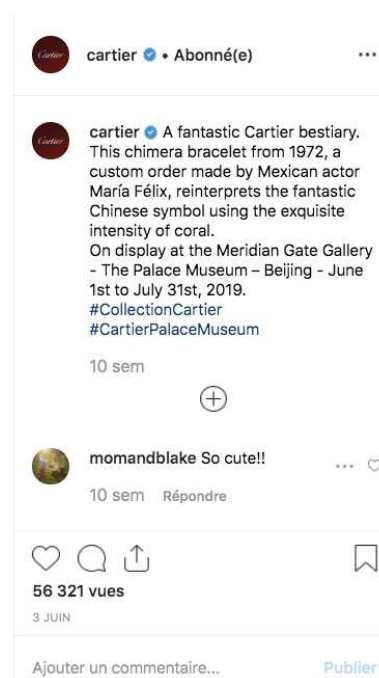 Cartier
cartier • Abonné(e)
Cartier
cartier A fantastic Cartier bestiary.
This chimera bracelet from 1972, a
custom order made by Mexican actor
María Félix, reinterprets the fantastic
Chinese symbol using the exquisite
intensity of coral.
On display at the Meridian Gate Gallery
- The Palace Museum – Beijing - June
1st to July 31st, 2019.
#CollectionCartier
#CartierPalaceMuseum
10 sem
momandblake So cute!!
10 sem Répondre
56 321 vues
3 JUIN
Ajouter un commentaire... Publier